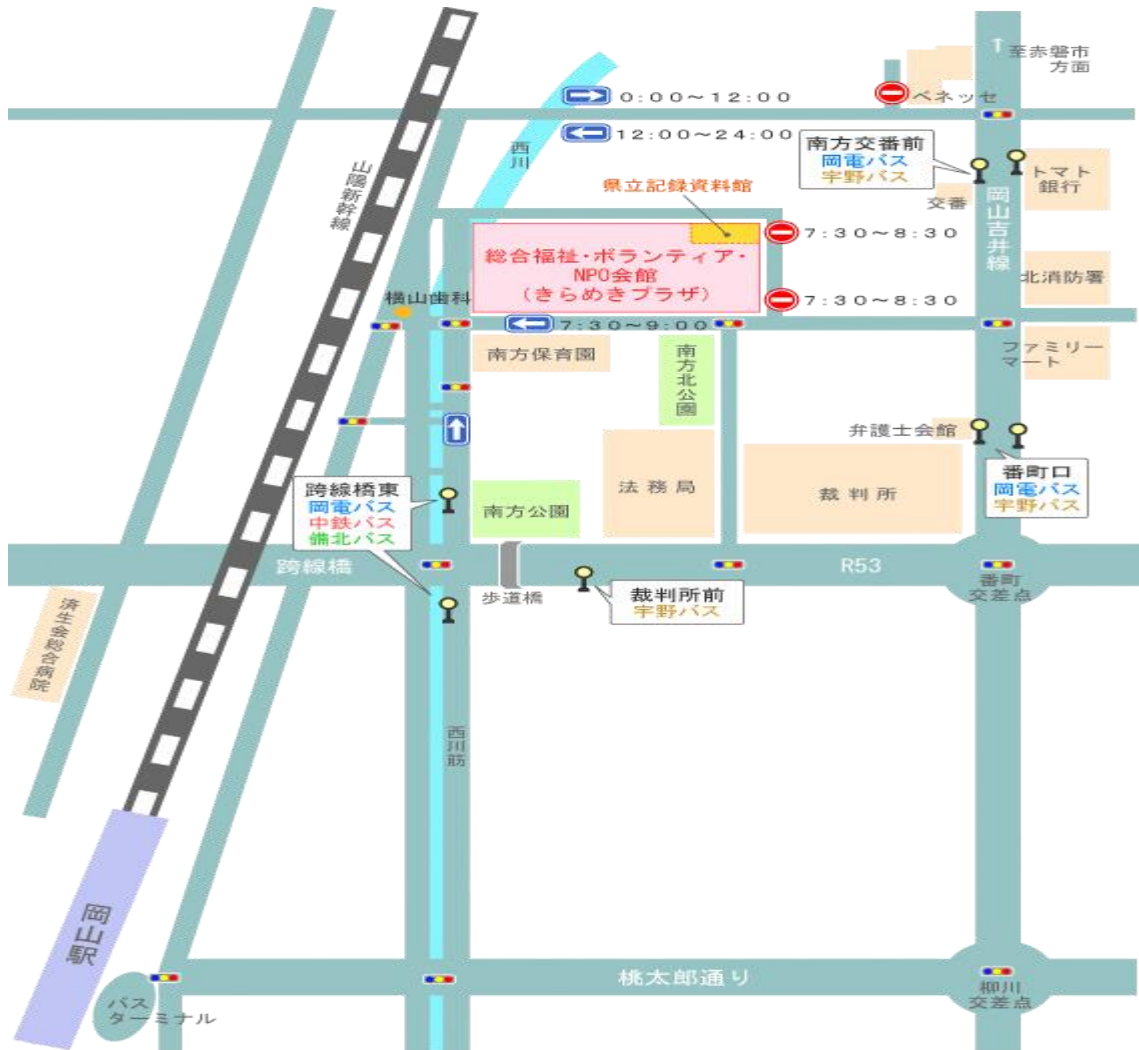 ↑
至赤磐市
方面
0:00～12:00
ベネッセ
12:00～24:00
南方交番前
岡電バス
宇野バス
西川
山陽新幹線
県立記録資料館
交番
トマト
銀行
岡山吉井線
7:30～8:30
総合福祉・ボランティア・
NPO会館
(きらめきプラザ)
北消防署
横山歯科
7:30～8:30
7:30～9:00
南方保育園
南方北公園
ファミリー
マート
弁護士会館
番町口
岡電バス
宇野バス
跨線橋東
岡電バス
中鉄バス
備北バス
南方公園
法務局
裁判所
跨線橋
R53
番町
交差点
歩道橋
裁判所前
宇野バス
済生会総合病院
西川筋
岡山駅
桃太郎通り
柳川
交差点
バス
ターミナル